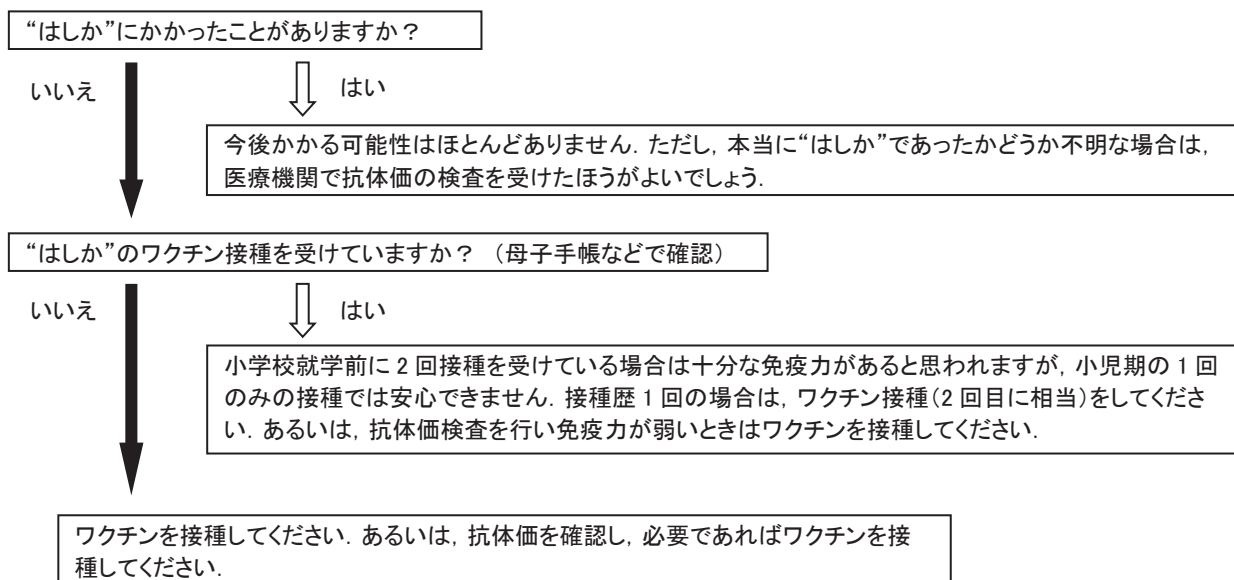 “はしか”にかかったことがありますか？
いいえ
はい
今後かかる可能性はほとんどありません. ただし, 本当に“はしか”であったかどうか不明な場合は,
医療機関で抗体価の検査を受けたほうがよいでしょう.
“はしか”のワクチン接種を受けていますか？ （母子手帳などで確認）
いいえ
はい
小学校就学前に 2 回接種を受けている場合は十分な免疫力があると思われますが, 小児期の 1 回
のみの接種では安心できません. 接種歴 1 回の場合は, ワクチン接種（2 回目に相当）をしてくださ
い. あるいは, 抗体価検査を行い免疫力が弱いときはワクチンを接種してください.
ワクチンを接種してください. あるいは, 抗体価を確認し, 必要であればワクチンを接
種してください.